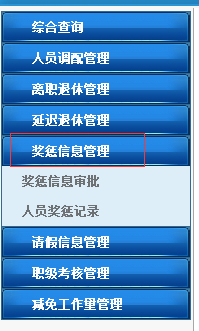 综合查询
人员调配管理
离职退休管理
延迟退休管理
奖惩信息管理
奖惩信息审批
人员奖惩记录
请假信息管理
职级考核管理
减免工作量管理